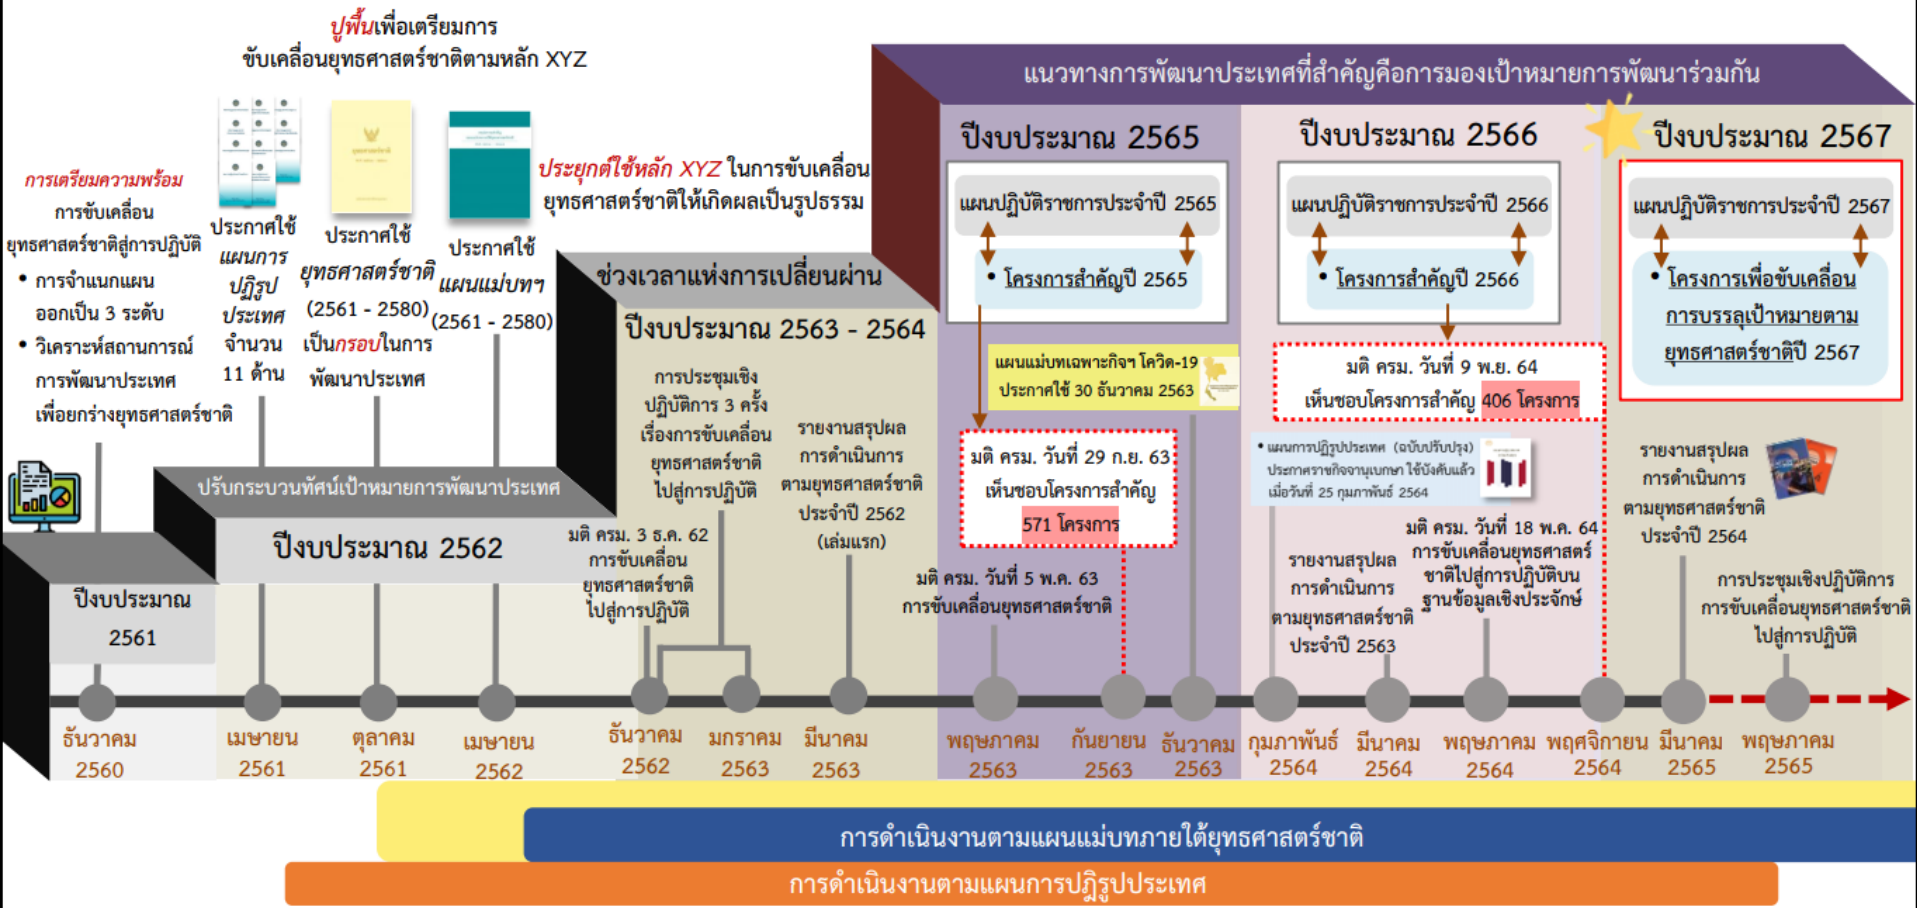 ปูพื้นเพื่อเตรียมการ
ขับเคลื่อนยุทธศาสตร์ชาติตามหลัก XYZ
การเตรียมความพร้อม
การขับเคลื่อน
ยุทธศาสตร์ชาติสู่การปฏิบัติ
• การจำแนกแผน
ออกเป็น 3 ระดับ
• วิเคราะห์สถานการณ์
การพัฒนาประเทศ
เพื่อยกร่างยุทธศาสตร์ชาติ
ประกาศใช้
แผนการ
ปฏิรูป
ประเทศ
จำนวน
11 ด้าน
ประกาศใช้
ยุทธศาสตร์ชาติ
(2561 - 2580)
เป็นกรอบในการ
พัฒนาประเทศ
ประกาศใช้
แผนแม่บทฯ
(2561 - 2580)
ประยุกต์ใช้หลัก XYZ ในการขับเคลื่อน
ยุทธศาสตร์ชาติให้เกิดผลเป็นรูปธรรม
แนวทางการพัฒนาประเทศที่สำคัญคือการมองเป้าหมายการพัฒนาร่วมกัน
ปีงบประมาณ 2561
ปรับกระบวนทัศน์เป้าหมายการพัฒนาประเทศ
ปีงบประมาณ 2562
ช่วงเวลาแห่งการเปลี่ยนผ่าน
ปีงบประมาณ 2563 - 2564
การประชุมเชิง
ปฏิบัติการ 3 ครั้ง
เรื่องการขับเคลื่อน
ยุทธศาสตร์ชาติ
ไปสู่การปฏิบัติ
มติ ครม. 3 ธ.ค. 62
การขับเคลื่อน
ยุทธศาสตร์ชาติ
ไปสู่การปฏิบัติ
รายงานสรุปผล
การดำเนินการ
ตามยุทธศาสตร์ชาติ
ประจำปี 2562
(เล่มแรก)
ปีงบประมาณ 2565
แผนปฏิบัติราชการประจำปี 2565
• โครงการสำคัญปี 2565
แผนแม่บทเฉพาะกิจฯ โควิด-19
ประกาศใช้ 30 ธันวาคม 2563
มติ ครม. วันที่ 29 ก.ย. 63
เห็นชอบโครงการสำคัญ
571 โครงการ
มติ ครม. วันที่ 5 พ.ค. 63
การขับเคลื่อนยุทธศาสตร์ชาติ
ปีงบประมาณ 2566
แผนปฏิบัติราชการประจำปี 2566
• โครงการสำคัญปี 2566
มติ ครม. วันที่ 9 พ.ย. 64
เห็นชอบโครงการสำคัญ 406 โครงการ
• แผนการปฏิรูปประเทศ (ฉบับปรับปรุง)
ประกาศราชกิจจานุเบกษา ใช้บังคับแล้ว
เมื่อวันที่ 25 กุมภาพันธ์ 2564
รายงานสรุปผล
การดำเนินการ
ตามยุทธศาสตร์ชาติ
ประจำปี 2563
มติ ครม. วันที่ 18 พ.ค. 64
การขับเคลื่อนยุทธศาสตร์
ชาติไปสู่การปฏิบัติบน
ฐานข้อมูลเชิงประจักษ์
ปีงบประมาณ 2567
แผนปฏิบัติราชการประจำปี 2567
• โครงการเพื่อขับเคลื่อน
การบรรลุเป้าหมายตาม
ยุทธศาสตร์ชาติปี 2567
รายงานสรุปผล
การดำเนินการ
ตามยุทธศาสตร์ชาติ
ประจำปี 2564
การประชุมเชิงปฏิบัติการ
การขับเคลื่อนยุทธศาสตร์ชาติ
ไปสู่การปฏิบัติ
ธันวาคม 2560
เมษายน 2561
ตุลาคม 2561
เมษายน 2562
ธันวาคม 2562
มกราคม 2563
มีนาคม 2563
พฤษภาคม 2563
กันยายน 2563
ธันวาคม 2563
กุมภาพันธ์ 2564
มีนาคม 2564
พฤษภาคม 2564
พฤศจิกายน 2564
มีนาคม 2565
พฤษภาคม 2565
การดำเนินงานตามแผนแม่บทภายใต้ยุทธศาสตร์ชาติ
การดำเนินงานตามแผนการปฎิรูปประเทศ